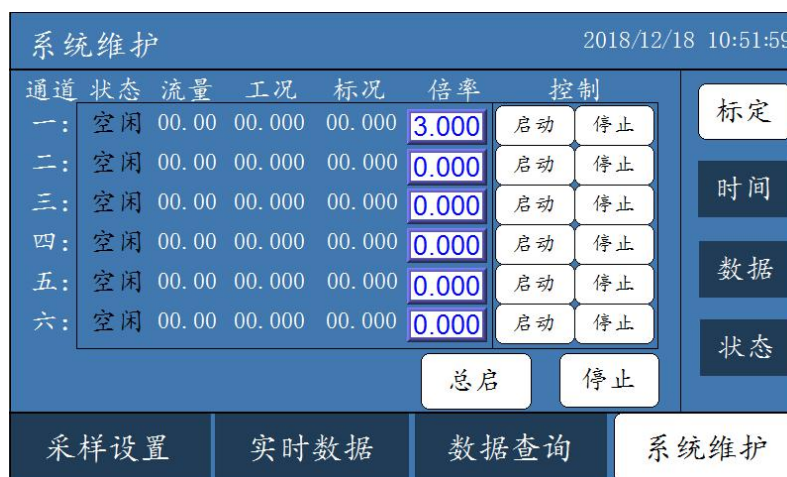 系统维护 2018/12/18 10:51:59
通道 状态 流量 工况 标况 倍率 控制
一: 空闲 00.00 00.000 00.000 3.000 启动 停止
二: 空闲 00.00 00.000 00.000 0.000 启动 停止
三: 空闲 00.00 00.000 00.000 0.000 启动 停止
四: 空闲 00.00 00.000 00.000 0.000 启动 停止
五: 空闲 00.00 00.000 00.000 0.000 启动 停止
六: 空闲 00.00 00.000 00.000 0.000 启动 停止
总启 停止
标定
时间
数据
状态
采样设置 实时数据 数据查询 系统维护